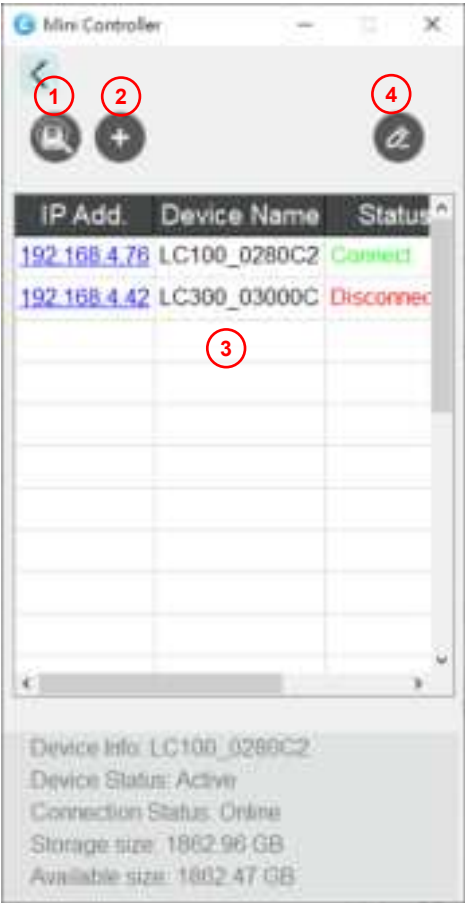 Mini Controller
1 2 4
IP Add. Device Name Status
192.168.4.76 LC100_0280C2 Connect
192.168.4.42 LC300_03000C Disconnec
3
Device Info: LC100_0280C2
Device Status: Active
Connection Status: Online
Storage size: 1862.96 GB
Available size: 1862.47 GB